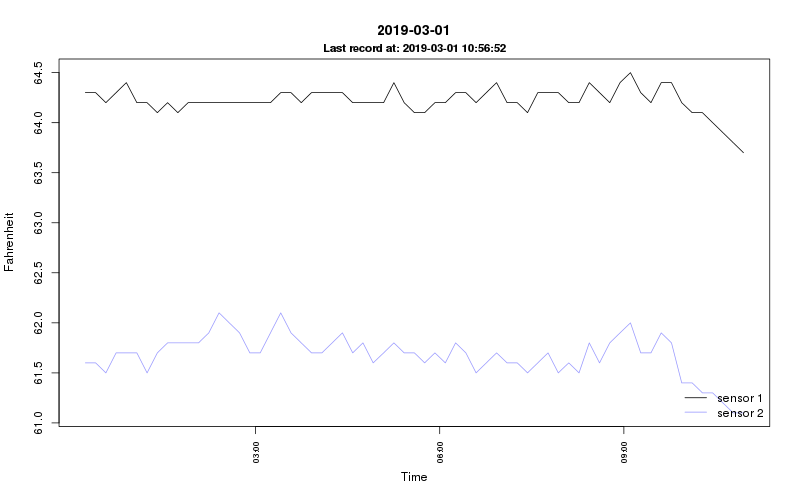 2019-03-01
Last record at: 2019-03-01 10:56:52
64.5
64.0
63.5
63.0
62.5
62.0
61.5
61.0
Fahrenheit
sensor 1
sensor 2
03:00
06:00
09:00
Time